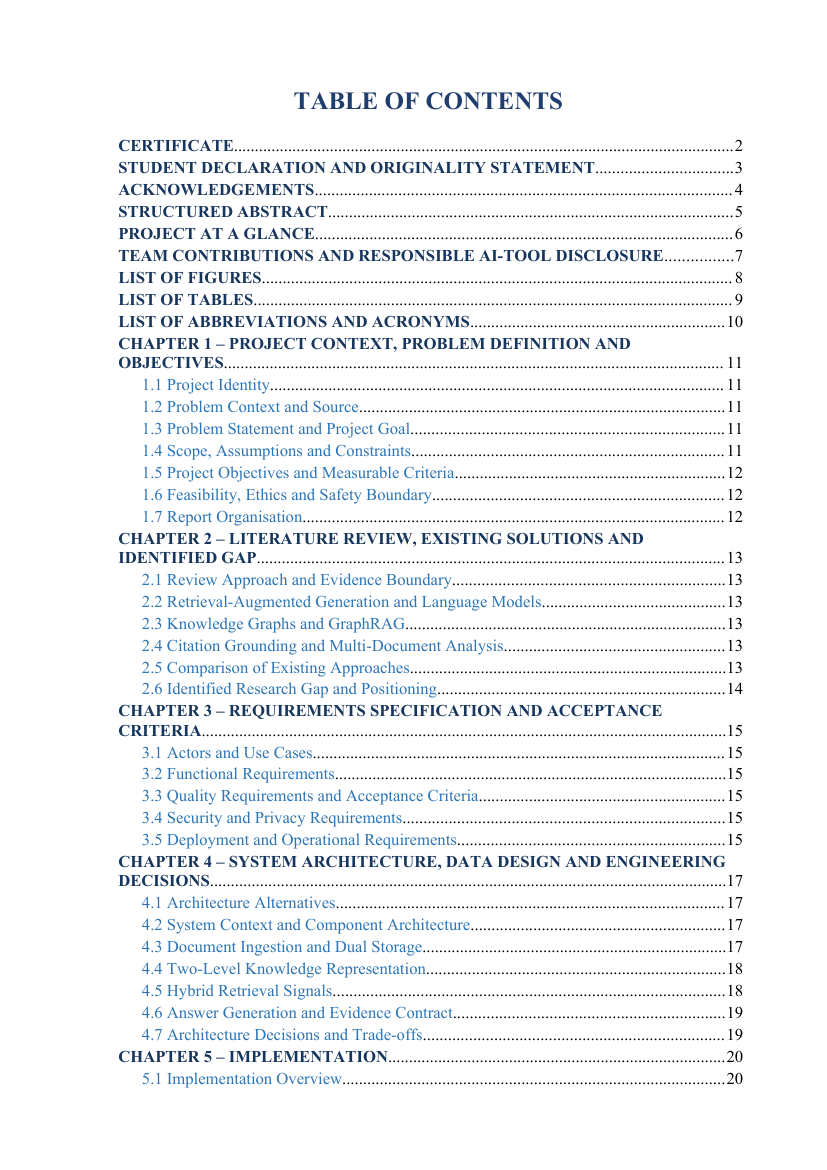 TABLE OF CONTENTS
CERTIFICATE........................................2
STUDENT DECLARATION AND ORIGINALITY STATEMENT........................................3
ACKNOWLEDGEMENTS........................................4
STRUCTURED ABSTRACT........................................5
PROJECT AT A GLANCE........................................6
TEAM CONTRIBUTIONS AND RESPONSIBLE AI-TOOL DISCLOSURE................7
LIST OF FIGURES........................................8
LIST OF TABLES........................................9
LIST OF ABBREVIATIONS AND ACRONYMS........................................10
CHAPTER 1 – PROJECT CONTEXT, PROBLEM DEFINITION AND
OBJECTIVES........................................11
1.1 Project Identity........................................11
1.2 Problem Context and Source........................................11
1.3 Problem Statement and Project Goal........................................11
1.4 Scope, Assumptions and Constraints........................................11
1.5 Project Objectives and Measurable Criteria........................................12
1.6 Feasibility, Ethics and Safety Boundary........................................12
1.7 Report Organisation........................................12
CHAPTER 2 – LITERATURE REVIEW, EXISTING SOLUTIONS AND
IDENTIFIED GAP........................................13
2.1 Review Approach and Evidence Boundary........................................13
2.2 Retrieval-Augmented Generation and Language Models........................................13
2.3 Knowledge Graphs and GraphRAG........................................13
2.4 Citation Grounding and Multi-Document Analysis........................................13
2.5 Comparison of Existing Approaches........................................13
2.6 Identified Research Gap and Positioning........................................14
CHAPTER 3 – REQUIREMENTS SPECIFICATION AND ACCEPTANCE
CRITERIA........................................15
3.1 Actors and Use Cases........................................15
3.2 Functional Requirements........................................15
3.3 Quality Requirements and Acceptance Criteria........................................15
3.4 Security and Privacy Requirements........................................15
3.5 Deployment and Operational Requirements........................................15
CHAPTER 4 – SYSTEM ARCHITECTURE, DATA DESIGN AND ENGINEERING
DECISIONS........................................17
4.1 Architecture Alternatives........................................17
4.2 System Context and Component Architecture........................................17
4.3 Document Ingestion and Dual Storage........................................17
4.4 Two-Level Knowledge Representation........................................18
4.5 Hybrid Retrieval Signals........................................18
4.6 Answer Generation and Evidence Contract........................................19
4.7 Architecture Decisions and Trade-offs........................................19
CHAPTER 5 – IMPLEMENTATION........................................20
5.1 Implementation Overview........................................20